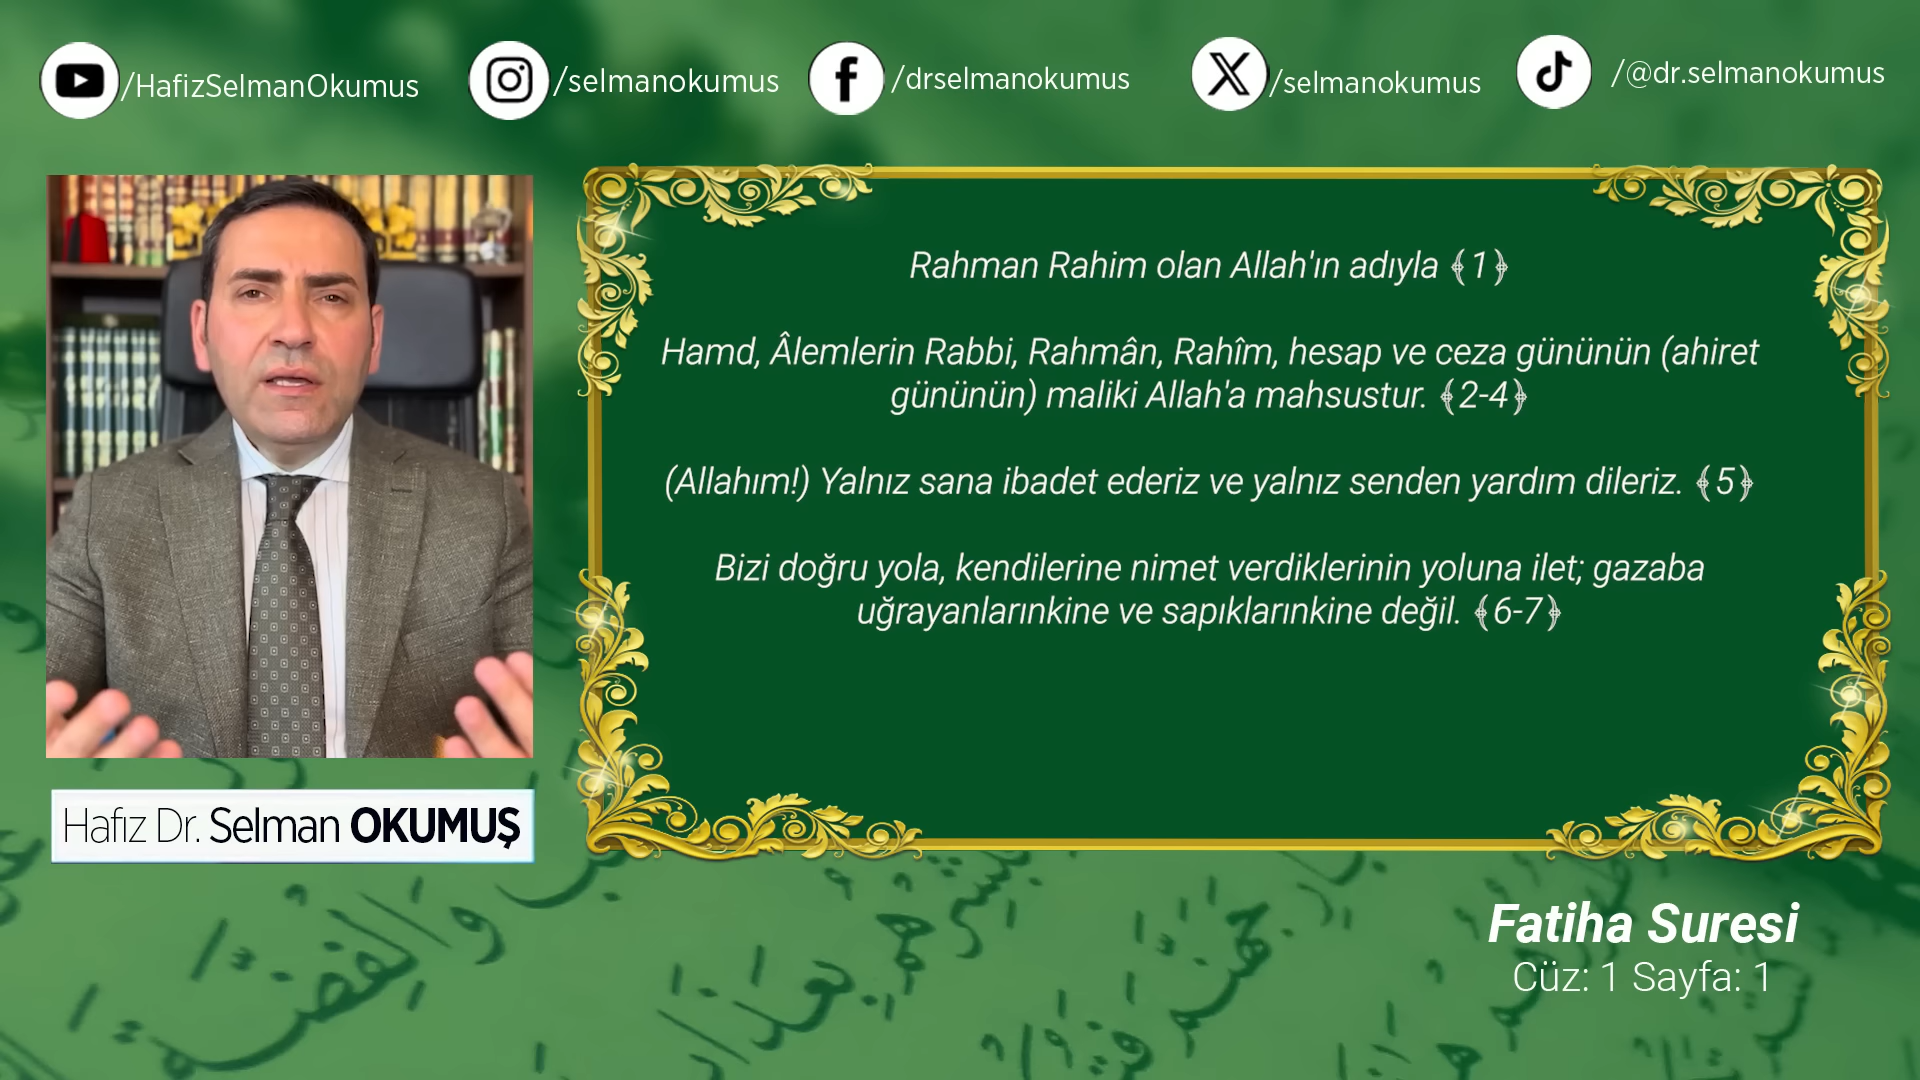 /HafizSelmanOkumus
/selmanokumus
/drselmanokumus
/selmanokumus
/@dr.selmanokumus
Rahman Rahim olan Allah'ın adıyla ﴾1﴿
Hamd, Âlemlerin Rabbi, Rahmân, Rahîm, hesap ve ceza gününün (ahiret
gününün) maliki Allah'a mahsustur. ﴾2-4﴿
(Allahım!) Yalnız sana ibadet ederiz ve yalnız senden yardım dileriz. ﴾5﴿
Bizi doğru yola, kendilerine nimet verdiklerinin yoluna ilet; gazaba
uğrayanlarınkine ve sapıklarınkine değil. ﴾6-7﴿
Hafız Dr. Selman OKUMUŞ
Fatiha Suresi
Cüz: 1 Sayfa: 1